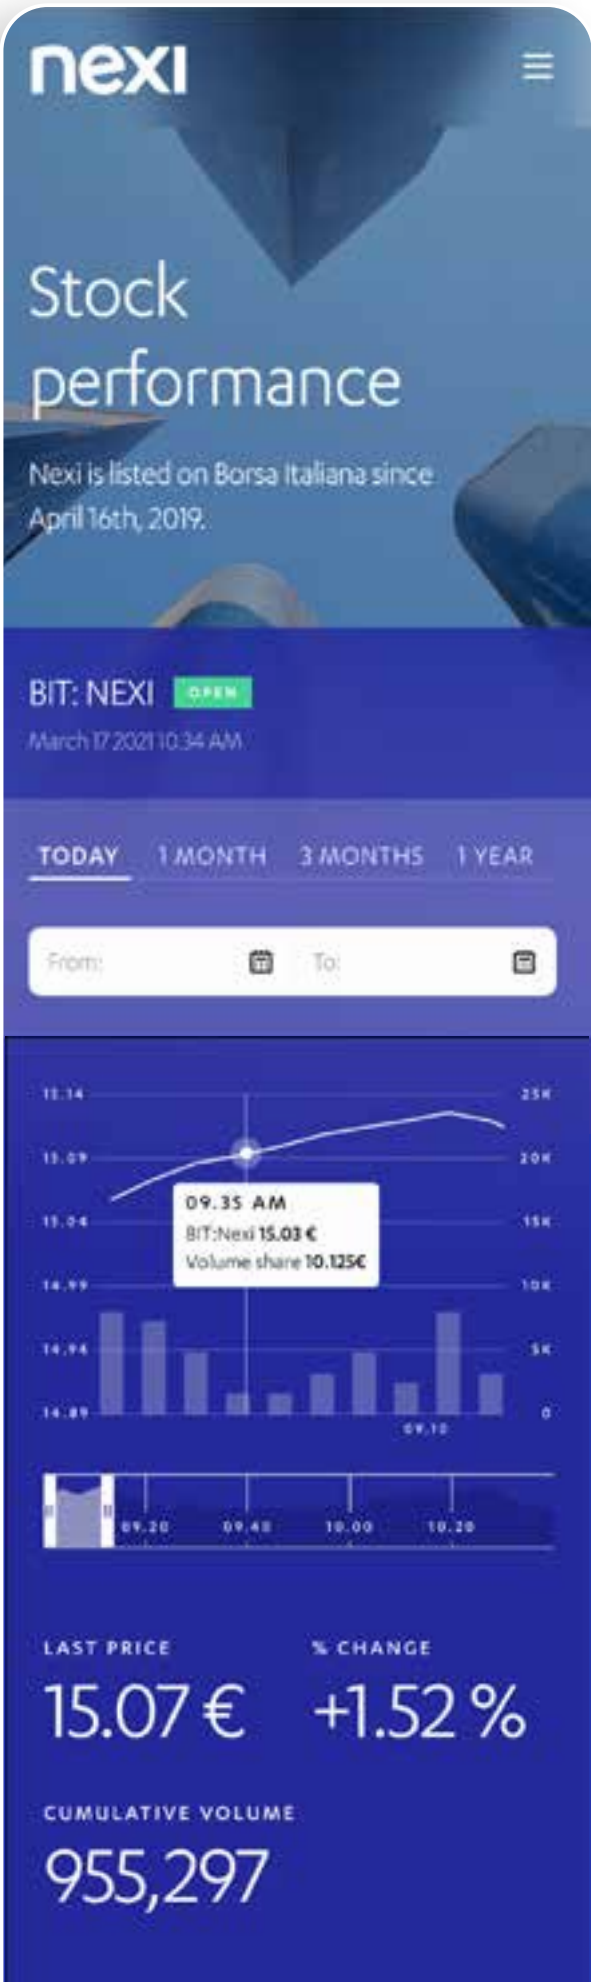 nexi
Stock
performance
Nexi is listed on Borsa Italiana since
April 16th, 2019.
BIT: NEXI OPEN
March 17 2021 10.34 AM
TODAY 1 MONTH 3 MONTHS 1 YEAR
From: To:
15.14 25K
15.09 20K
09.35 AM
BIT:Nexi 15.03 €
Volume share 10.125€
15.04 15K
14.99 10K
14.94 5K
14.89 0
09.10
09.20 09.40 10.00 10.20
LAST PRICE % CHANGE
15.07 € +1.52 %
CUMULATIVE VOLUME
955,297